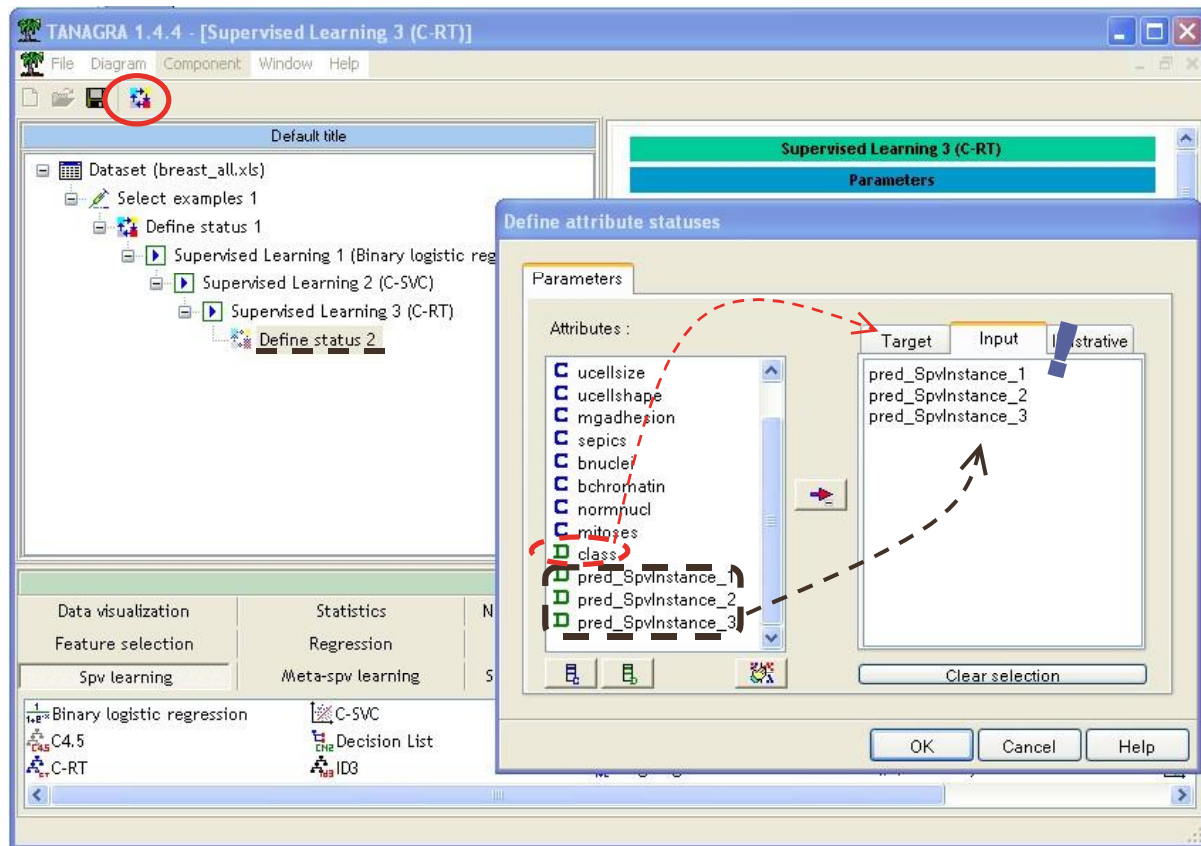 TANAGRA 1.4.4 - [Supervised Learning 3 (C-RT)]
File Diagram Component Window Help
Default title
Dataset (breast_all.xls)
Select examples 1
Define status 1
Supervised Learning 1 (Binary logistic reg
Supervised Learning 2 (C-SVC)
Supervised Learning 3 (C-RT)
Define status 2
Supervised Learning 3 (C-RT)
Parameters
Define attribute statuses
Parameters
Attributes :
ucellsize
ucellshape
mgadhesion
sepics
bnuclei
bchromatin
normnucl
mitoses
class
pred_SpvInstance_1
pred_SpvInstance_2
pred_SpvInstance_3
Target Input Illustrative
!
pred_SpvInstance_1
pred_SpvInstance_2
pred_SpvInstance_3
Clear selection
OK Cancel Help
Data visualization Statistics N
Feature selection Regression
Spv learning Meta-spv learning S
Binary logistic regression C-SVC
C4.5 Decision List
C-RT ID3